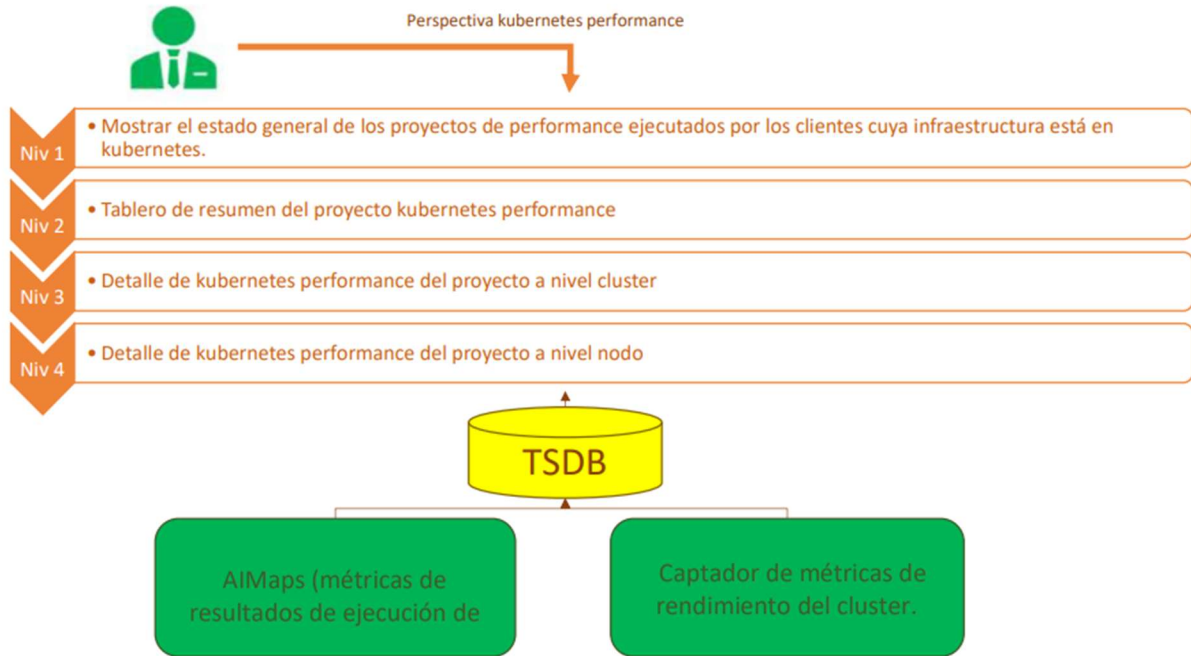 Perspectiva kubernetes performance
Niv 1
• Mostrar el estado general de los proyectos de performance ejecutados por los clientes cuya infraestructura está en
kubernetes.
Niv 2
• Tablero de resumen del proyecto kubernetes performance
Niv 3
• Detalle de kubernetes performance del proyecto a nivel cluster
Niv 4
• Detalle de kubernetes performance del proyecto a nivel nodo
TSDB
AIMaps (métricas de
resultados de ejecución de
Captador de métricas de
rendimiento del cluster.